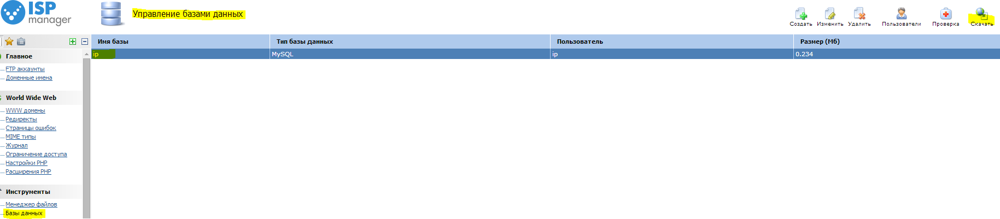 ISP
manager
Управление базами данных
Создать Изменить Удалить Пользователи Проверка Скачать
Имя базы Тип базы данных Пользователь Размер (Мб)
ip MySQL ip 0.234
Главное
FTP аккаунты
Доменные имена
World Wide Web
WWW домены
Редиректы
Страницы ошибок
MIME типы
Журнал
Ограничение доступа
Настройки PHP
Расширения PHP
Инструменты
Менеджер файлов
Базы данных